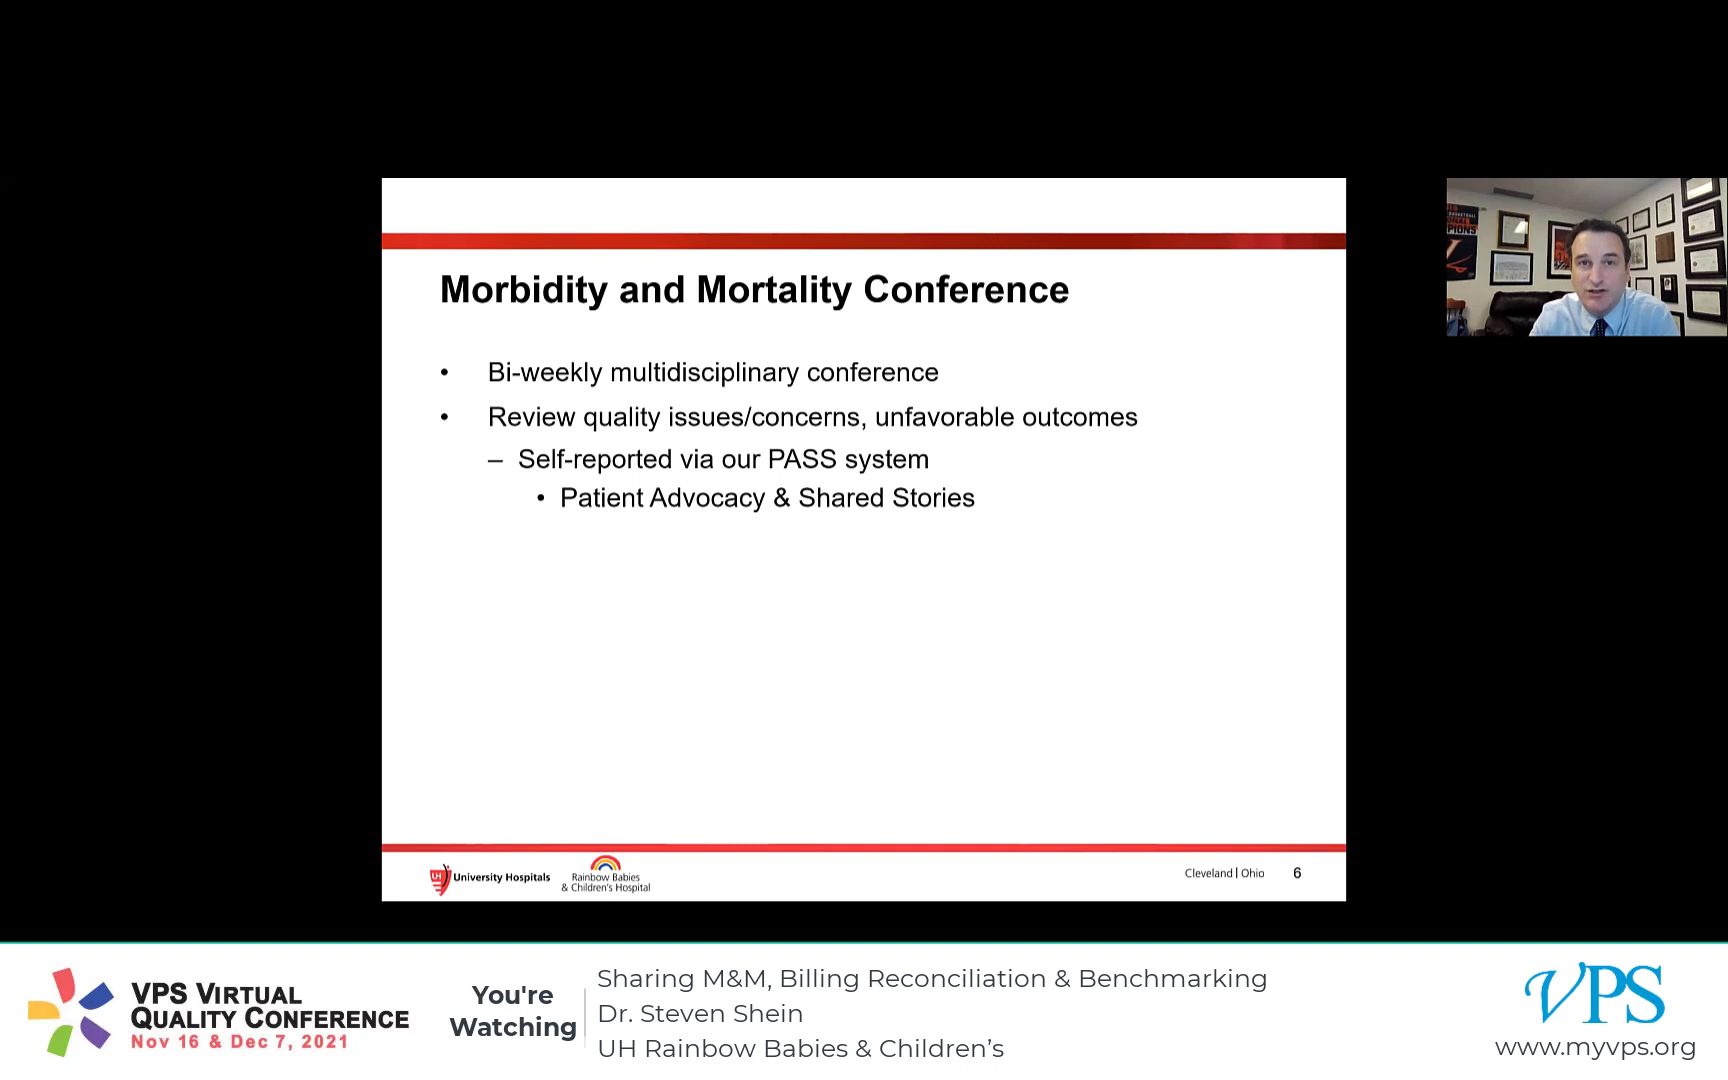 Morbidity and Mortality Conference
• Bi-weekly multidisciplinary conference
• Review quality issues/concerns, unfavorable outcomes
– Self-reported via our PASS system
• Patient Advocacy & Shared Stories
UH University Hospitals
Rainbow Babies
& Children's Hospital
Cleveland | Ohio 6
PIONS
VPS VIRTUAL
QUALITY CONFERENCE
Nov 16 & Dec 7, 2021
You're
Watching
Sharing M&M, Billing Reconciliation & Benchmarking
Dr. Steven Shein
UH Rainbow Babies & Children’s
VPS
www.myvps.org